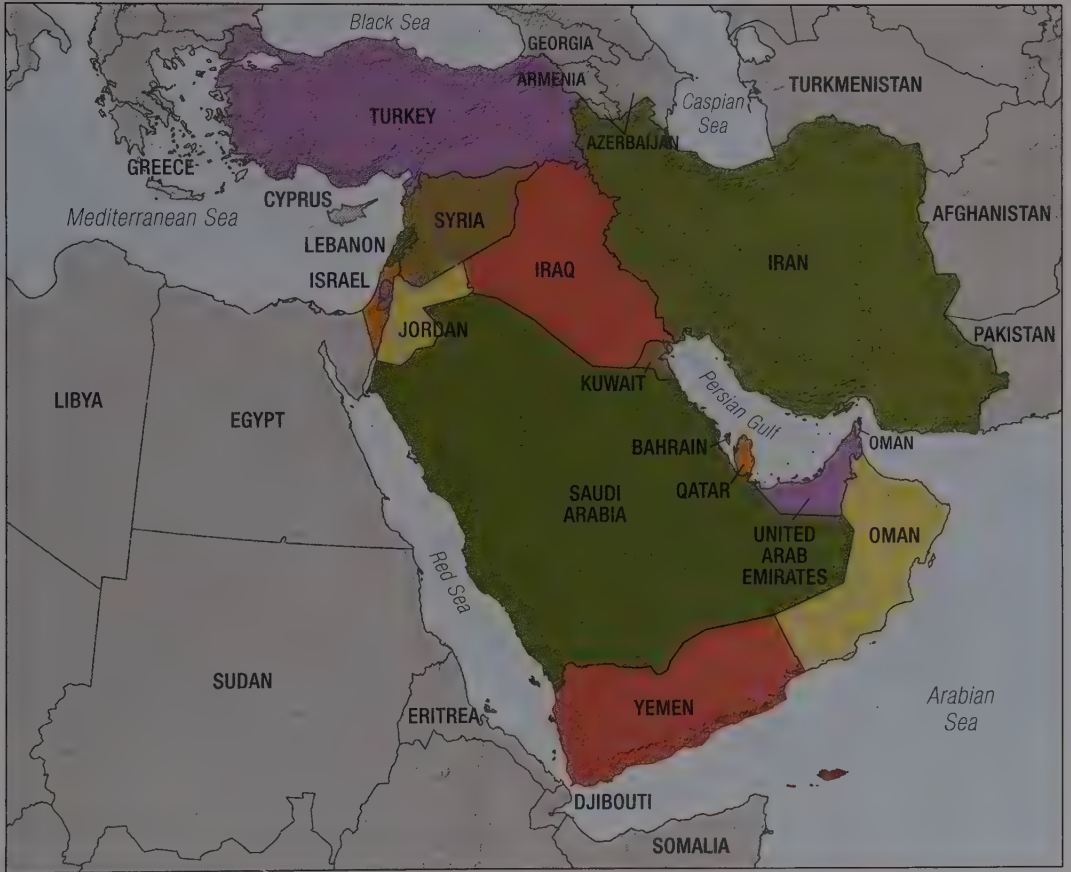 Black Sea
GEORGIA
ARMENIA
TURKMENISTAN
Caspian
Sea
TURKEY
AZERBAIJAN
GREECE
CYPRUS
Mediterranean Sea
SYRIA
AFGHANISTAN
LEBANON
IRAQ
IRAN
ISRAEL
JORDAN
PAKISTAN
KUWAIT
Persian Gulf
LIBYA
EGYPT
BAHRAIN
OMAN
QATAR
SAUDI
ARABIA
UNITED
ARAB
EMIRATES
OMAN
Red Sea
SUDAN
ERITREA
YEMEN
Arabian
Sea
DJIBOUTI
SOMALIA